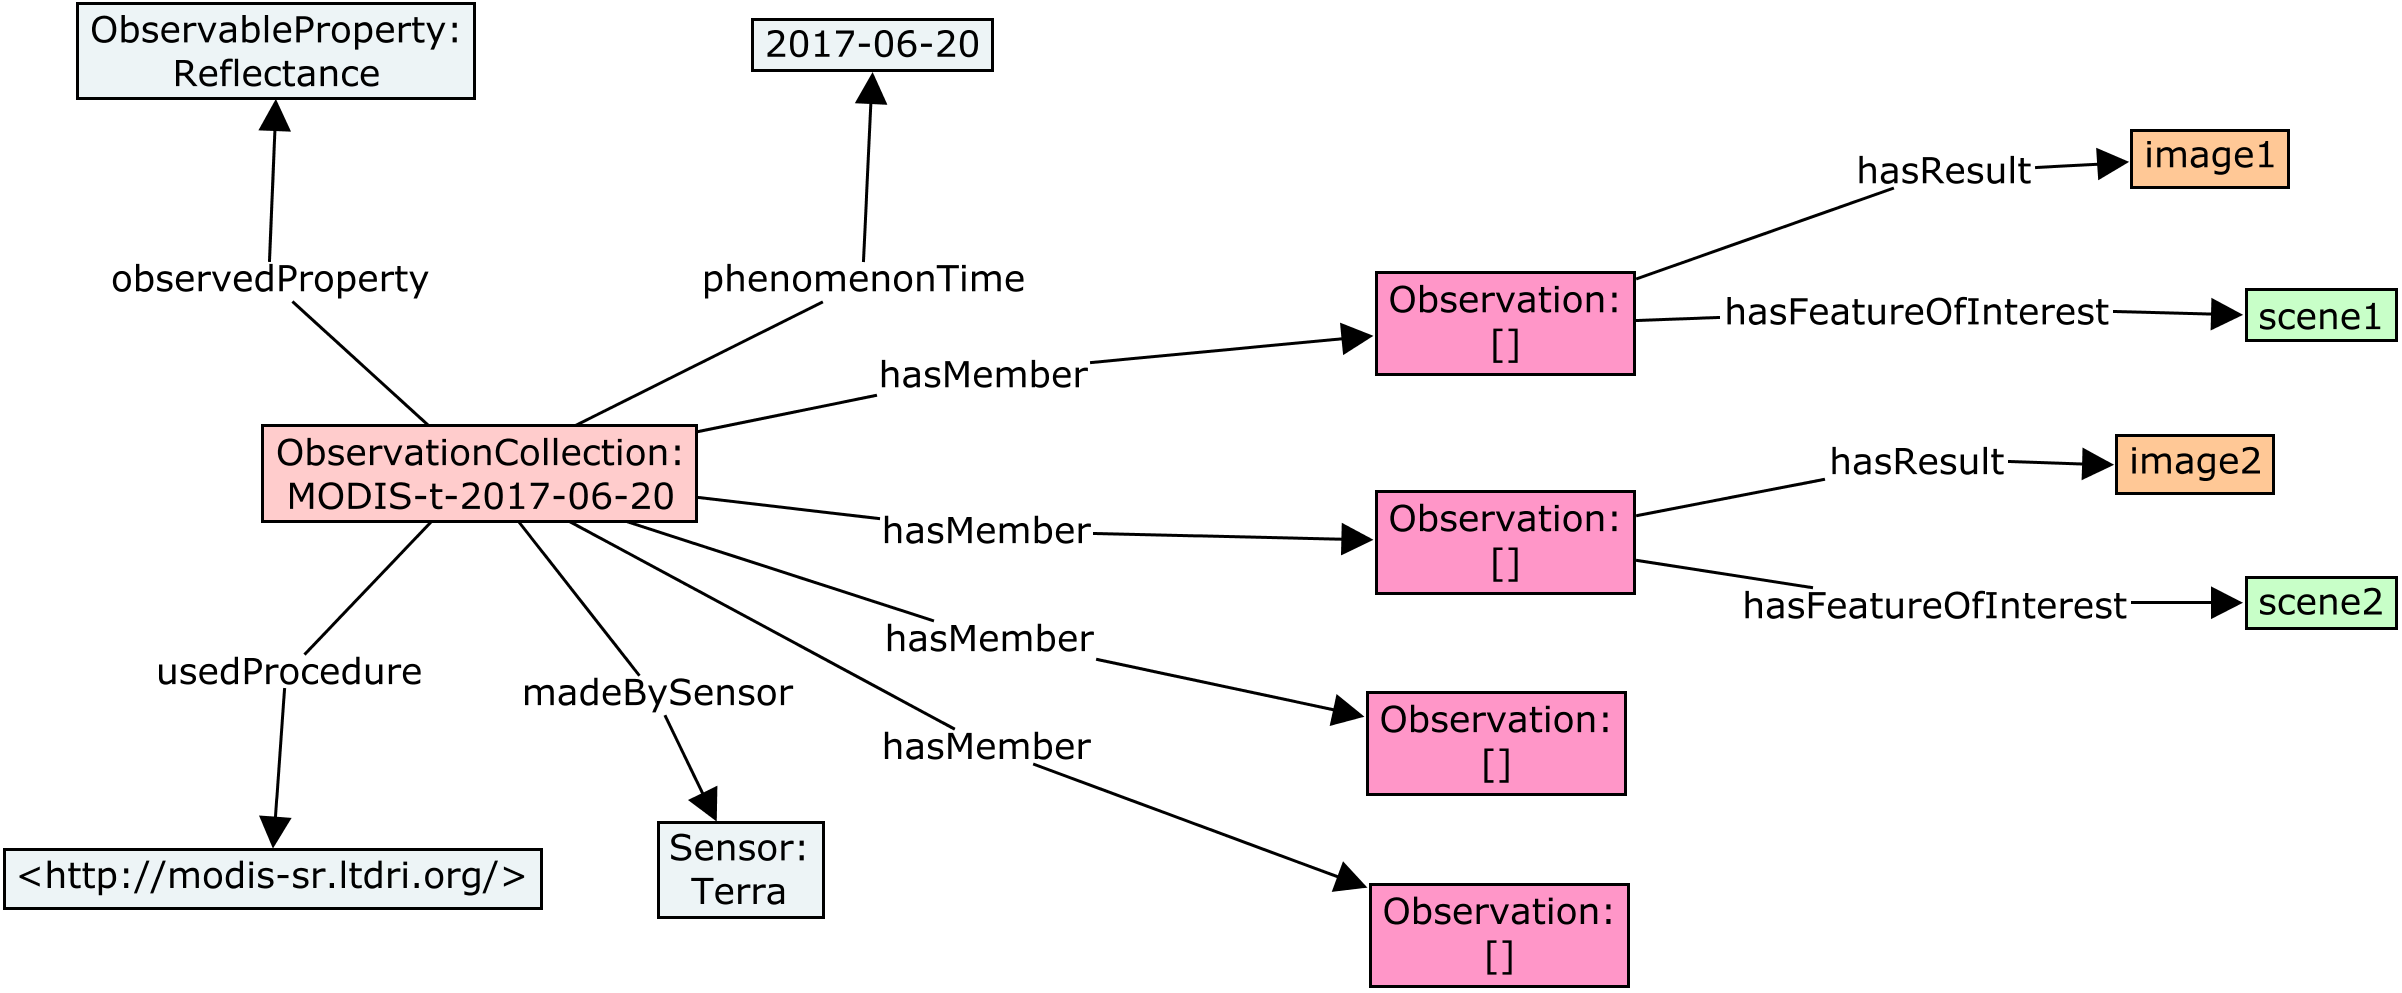 ObservableProperty:
Reflectance
2017-06-20
hasResult
image1
observedProperty
phenomenonTime
Observation:
[]
hasFeatureOfInterest
scene1
hasMember
ObservationCollection:
MODIS-t-2017-06-20
hasResult
image2
hasMember
Observation:
[]
hasFeatureOfInterest
scene2
hasMember
usedProcedure
madeBySensor
Observation:
[]
hasMember
<http://modis-sr.ltdri.org/>
Sensor:
Terra
Observation:
[]